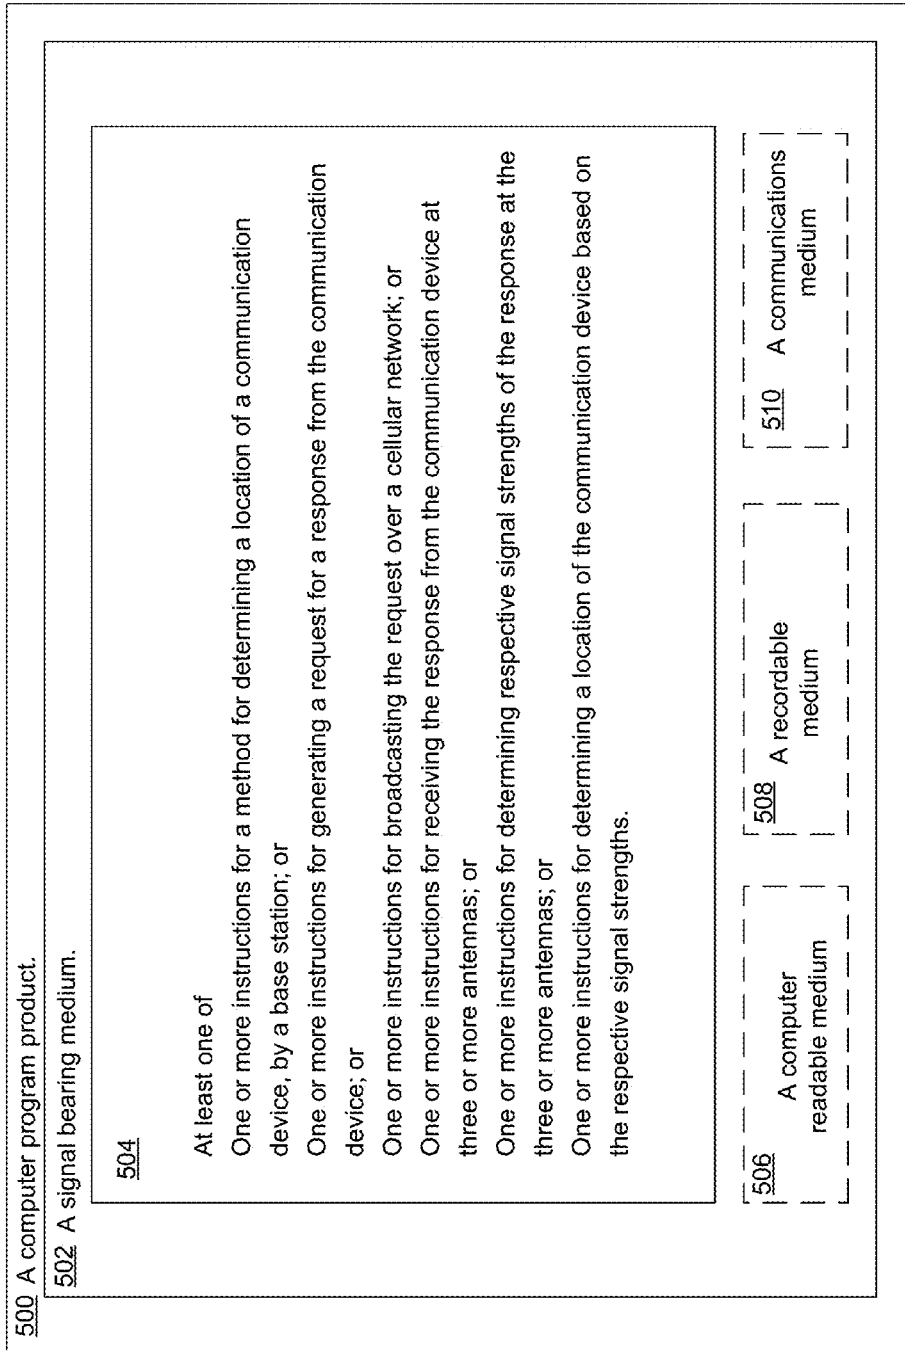 500 A computer program product.
502 A signal bearing medium.
504
At least one of
One or more instructions for a method for determining a location of a communication
device, by a base station; or
One or more instructions for generating a request for a response from the communication
device; or
One or more instructions for broadcasting the request over a cellular network; or
One or more instructions for receiving the response from the communication device at
three or more antennas; or
One or more instructions for determining respective signal strengths of the response at the
three or more antennas; or
One or more instructions for determining a location of the communication device based on
the respective signal strengths.
506
A computer
readable medium
508
A recordable
medium
510
A communications
medium